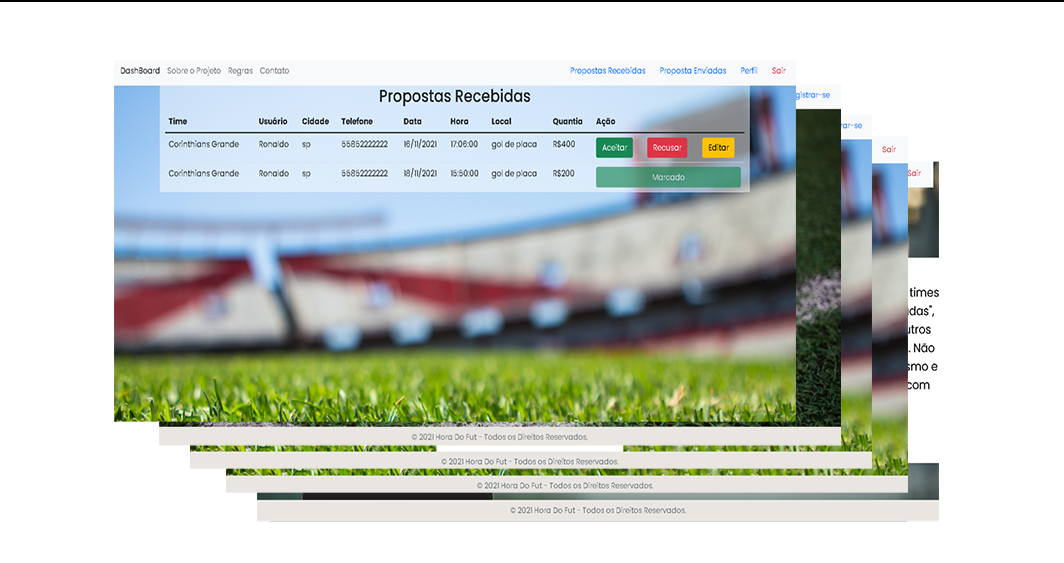 DashBoard Sobre o Projeto Regras Contato Propostas Recebidas Proposta Enviadas Perfil Sair
Propostas Recebidas
Time Usuário Cidade Telefone Data Hora Local Quantia Ação
Corinthians Grande Ronaldo sp 55852222222 16/11/2021 17:06:00 gol de placa R$400 Aceitar Recusar Editar
Corinthians Grande Ronaldo sp 55852222222 18/11/2021 15:50:00 gol de placa R$200 Marcado
gistrar-se
rar-se
Sair
Sair
times
das",
utros
. Não
smo e
com
© 2021 Hora Do Fut - Todos os Direitos Reservados.
© 2021 Hora Do Fut - Todos os Direitos Reservados.
© 2021 Hora Do Fut - Todos os Direitos Reservados.
© 2021 Hora Do Fut - Todos os Direitos Reservados.